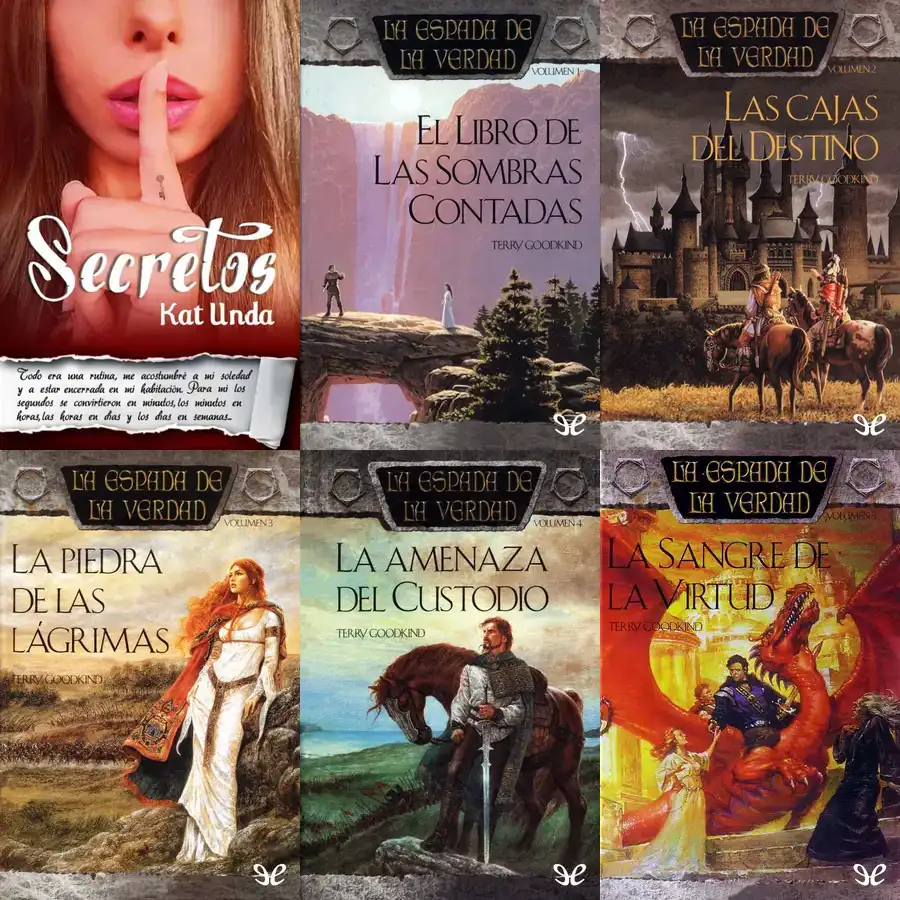 Secretos
Kat Unda
Todo era una rutina, me acostumbré a mi soledad
y a estar encerrada en mi habitación. Para mi los
segundos se convirtieron en minutos, los minutos en
horas, las horas en días y los días en semanas...
LA ESPADA DE
LA VERDAD
VOLUMEN 1
EL LIBRO DE
LAS SOMBRAS
CONTADAS
TERRY GOODKIND
LA ESPADA DE
LA VERDAD
VOLUMEN 2
LAS CAJAS
DEL DESTINO
TERRY GOODKIND
LA ESPADA DE
LA VERDAD
VOLUMEN 3
LA PIEDRA
DE LAS
LÁGRIMAS
TERRY GOODKIND
LA ESPADA DE
LA VERDAD
VOLUMEN 4
LA AMENAZA
DEL CUSTODIO
TERRY GOODKIND
LA ESPADA DE
LA VERDAD
VOLUMEN 5
LA SANGRE DE
LA VIRTUD
TERRY GOODKIND